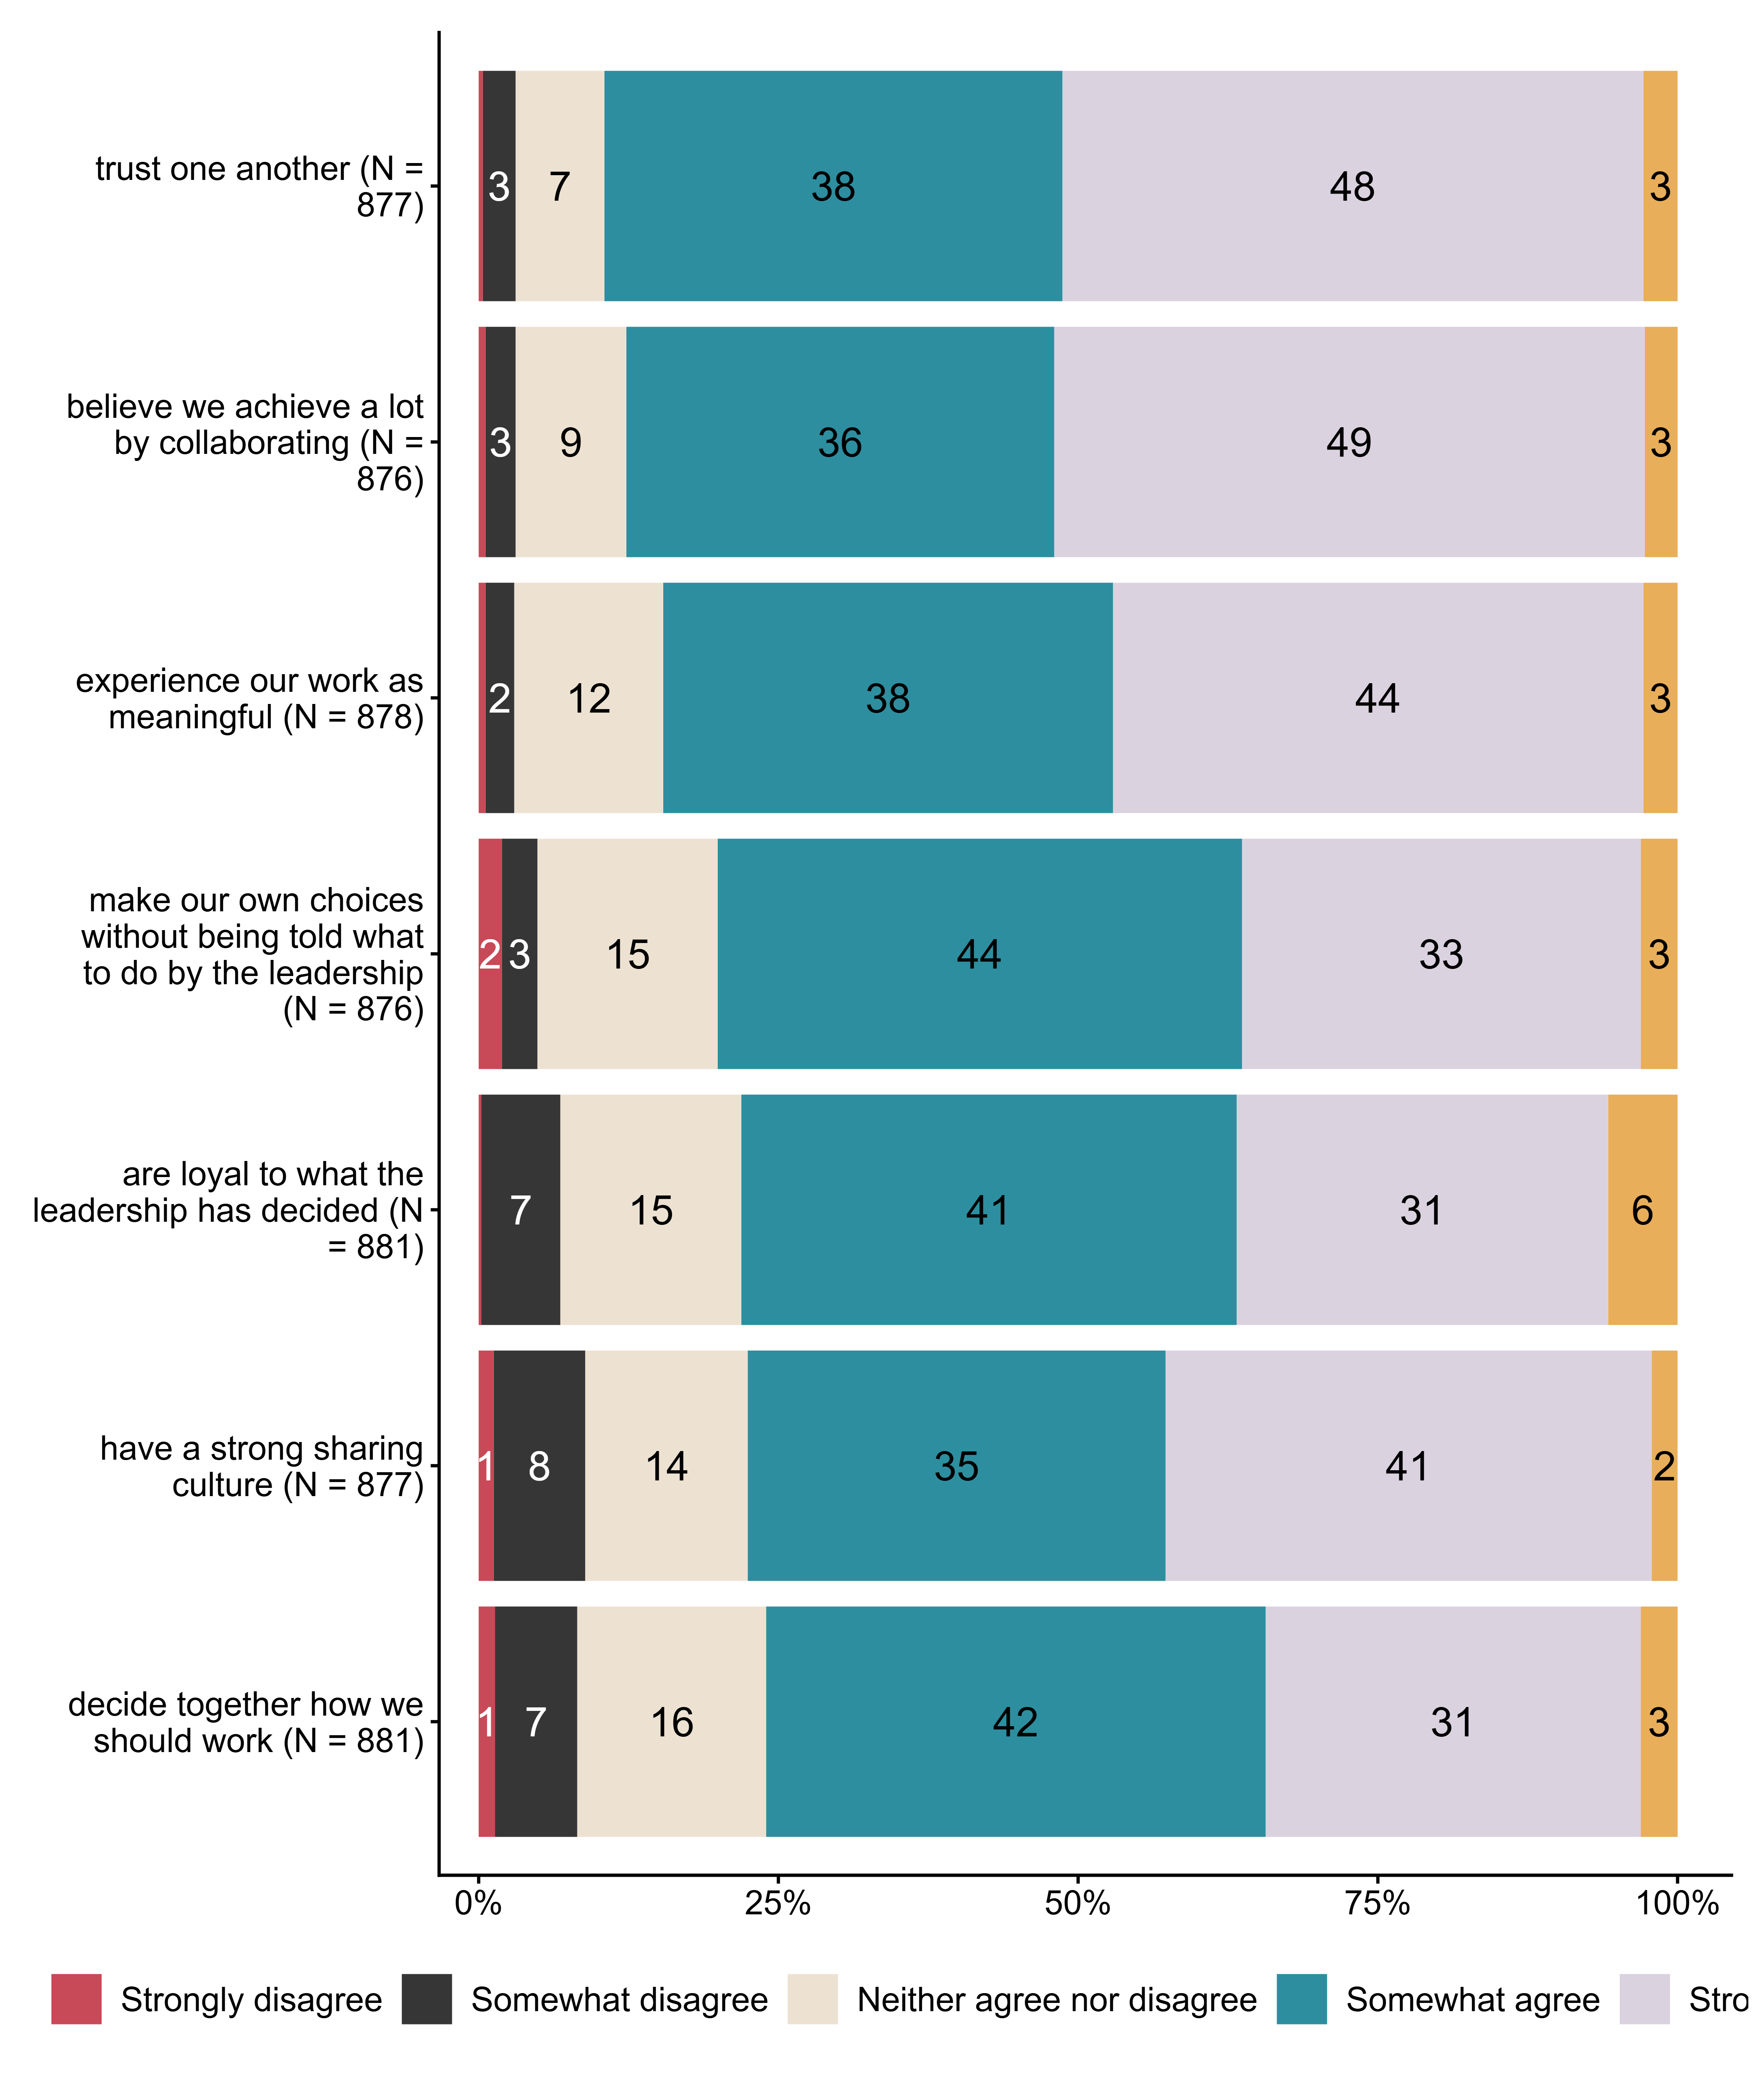 trust one another (N =
877)
3 7 38 48 3
believe we achieve a lot
by collaborating (N =
876)
3 9 36 49 3
experience our work as
meaningful (N = 878)
2 12 38 44 3
make our own choices
without being told what
to do by the leadership
(N = 876)
2 3 15 44 33 3
are loyal to what the
leadership has decided (N
= 881)
7 15 41 31 6
have a strong sharing
culture (N = 877)
1 8 14 35 41 2
decide together how we
should work (N = 881)
1 7 16 42 31 3
0% 25% 50% 75% 100%
Strongly disagree Somewhat disagree Neither agree nor disagree Somewhat agree Stro